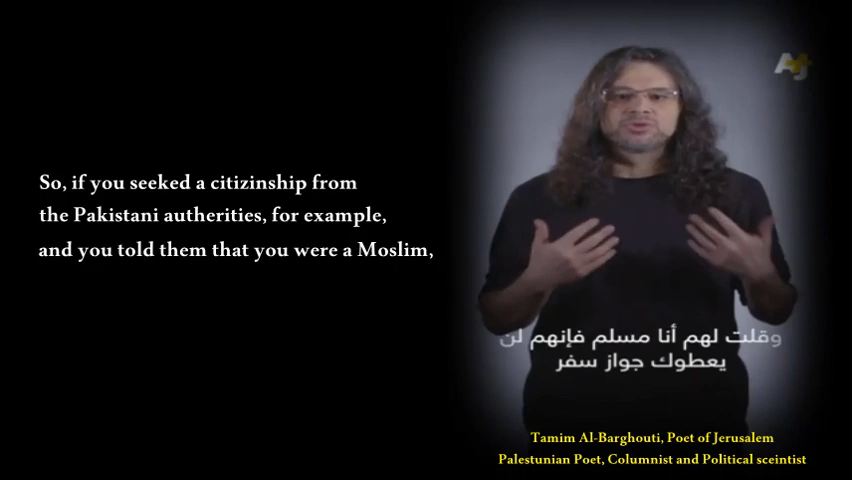 AJ+
So, if you seeked a citizinship from
the Pakistani autherities, for example,
and you told them that you were a Moslim,
وقلت لهم أنا مسلم فإنهم لن
يعطوك جواز سفر
Tamim Al-Barghouti, Poet of Jerusalem
Palestunian Poet, Columnist and Political sceintist